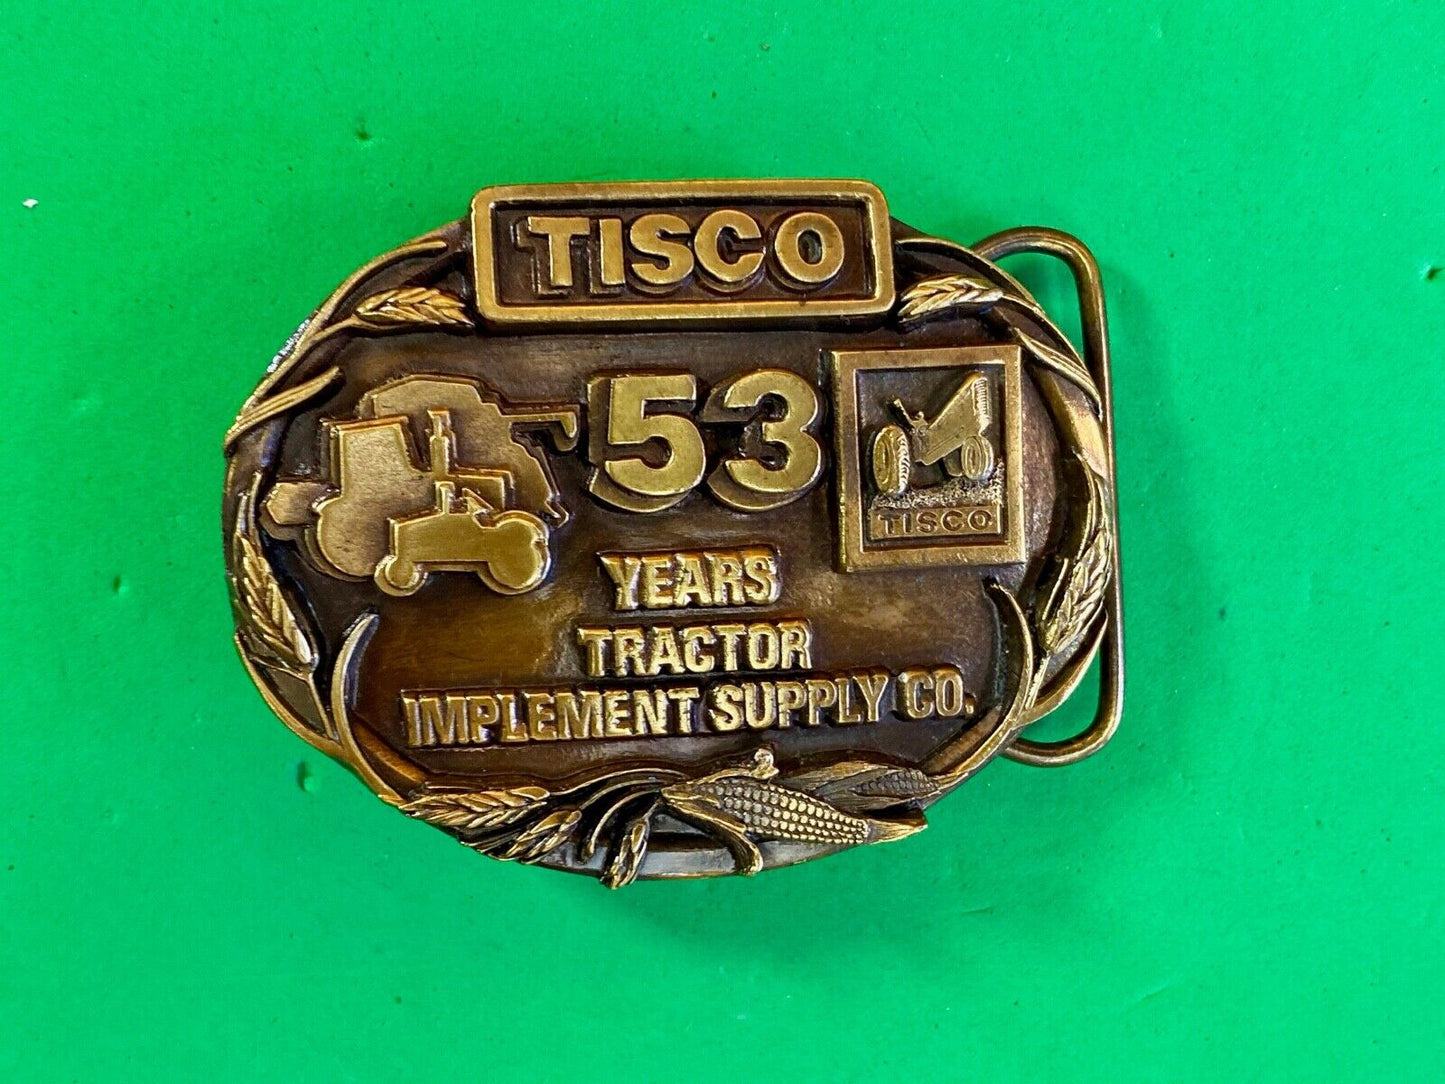 TISCO
53
TISCO
YEARS
TRACTOR
IMPLEMENT SUPPLY CO.